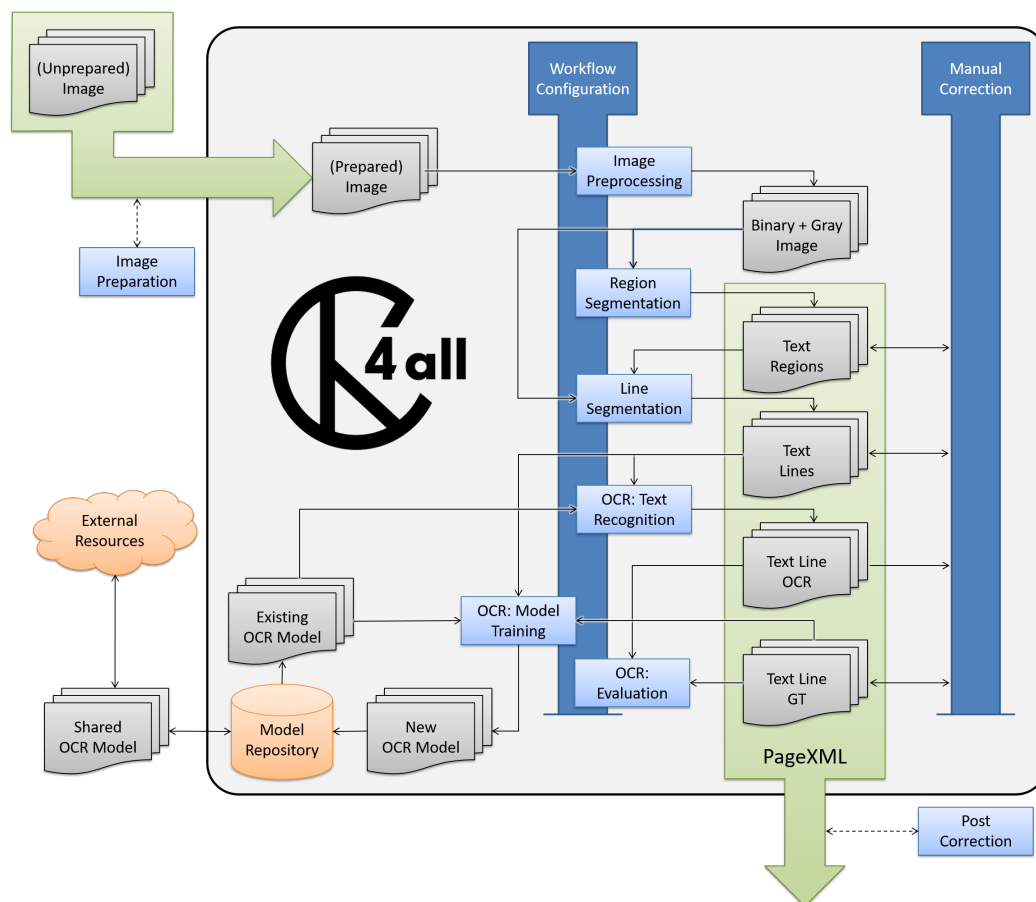 (Unprepared)
Image
Workflow
Configuration
Manual
Correction
(Prepared)
Image
Image
Preprocessing
Binary + Gray
Image
Image
Preparation
Region
Segmentation
4all
Text
Regions
Line
Segmentation
Text
Lines
OCR: Text
Recognition
External
Resources
Text Line
OCR
Existing
OCR Model
OCR: Model
Training
OCR:
Evaluation
Text Line
GT
Shared
OCR Model
Model
Repository
New
OCR Model
PageXML
Post
Correction